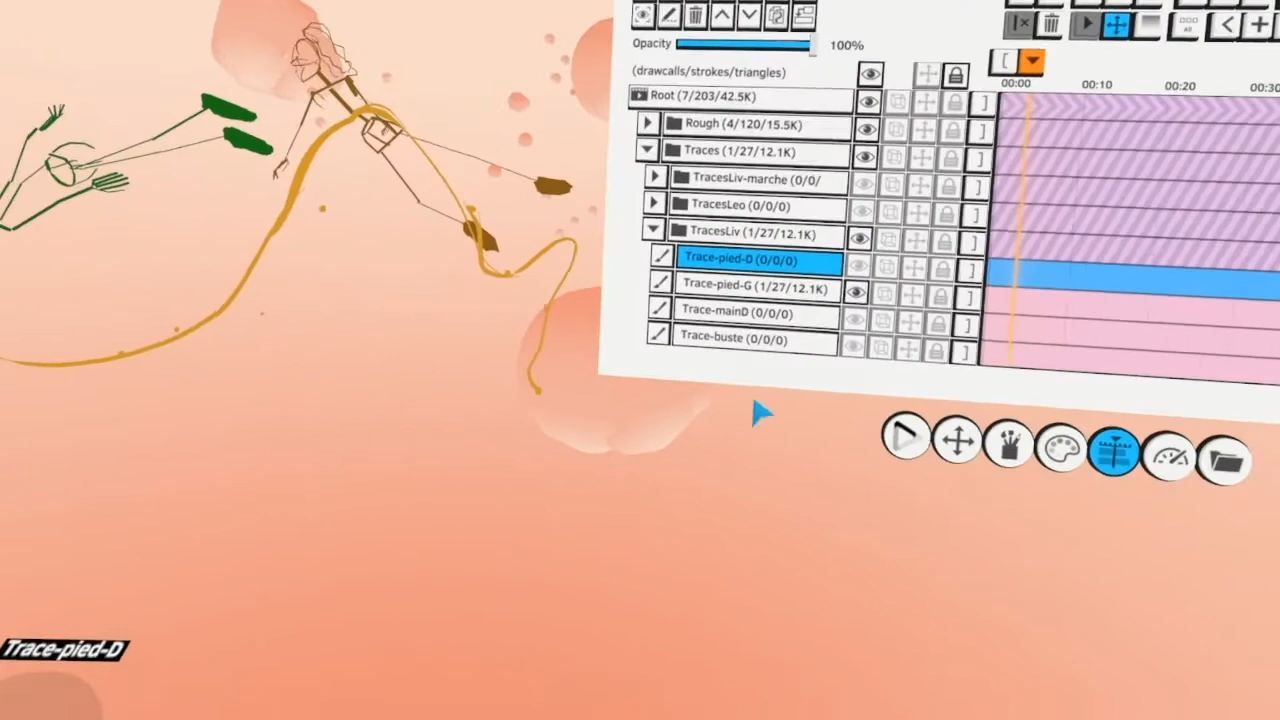 Opacity 100%
(drawcalls/strokes/triangles)
00:00 00:10 00:20 00:30
Root (7/203/42.5K)
Rough (4/120/15.5K)
Traces (1/27/12.1K)
TracesLiv-marche (0/0/
TracesLeo (0/0/0)
TracesLiv (1/27/12.1K)
Trace-pied-D (0/0/0)
Trace-pied-G (1/27/12.1K)
Trace-mainD (0/0/0)
Trace-buste (0/0/0)
Trace-pied-D